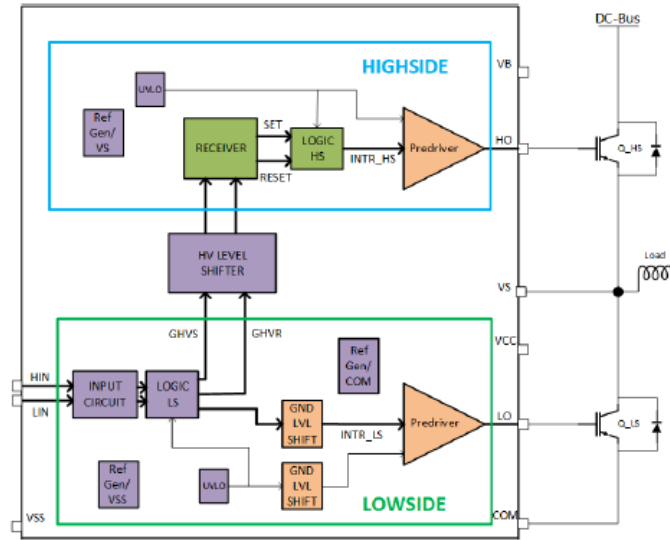 DC-Bus
HIGHSIDE
VB
UVLO
Ref
Gen/
VS
SET
RECEIVER
LOGIC
HS
RESET
INTR_HS
Predriver
HO
Q_HS
HV LEVEL
SHIFTER
Load
VS
GHVS
GHVR
VCC
Ref
Gen/
COM
HIN
LIN
INPUT
CIRCUIT
LOGIC
LS
GND
LVL
SHIFT
INTR_LS
Predriver
LO
Q_LS
Ref
Gen/
VSS
UVLO
GND
LVL
SHIFT
LOWSIDE
VSS
COM